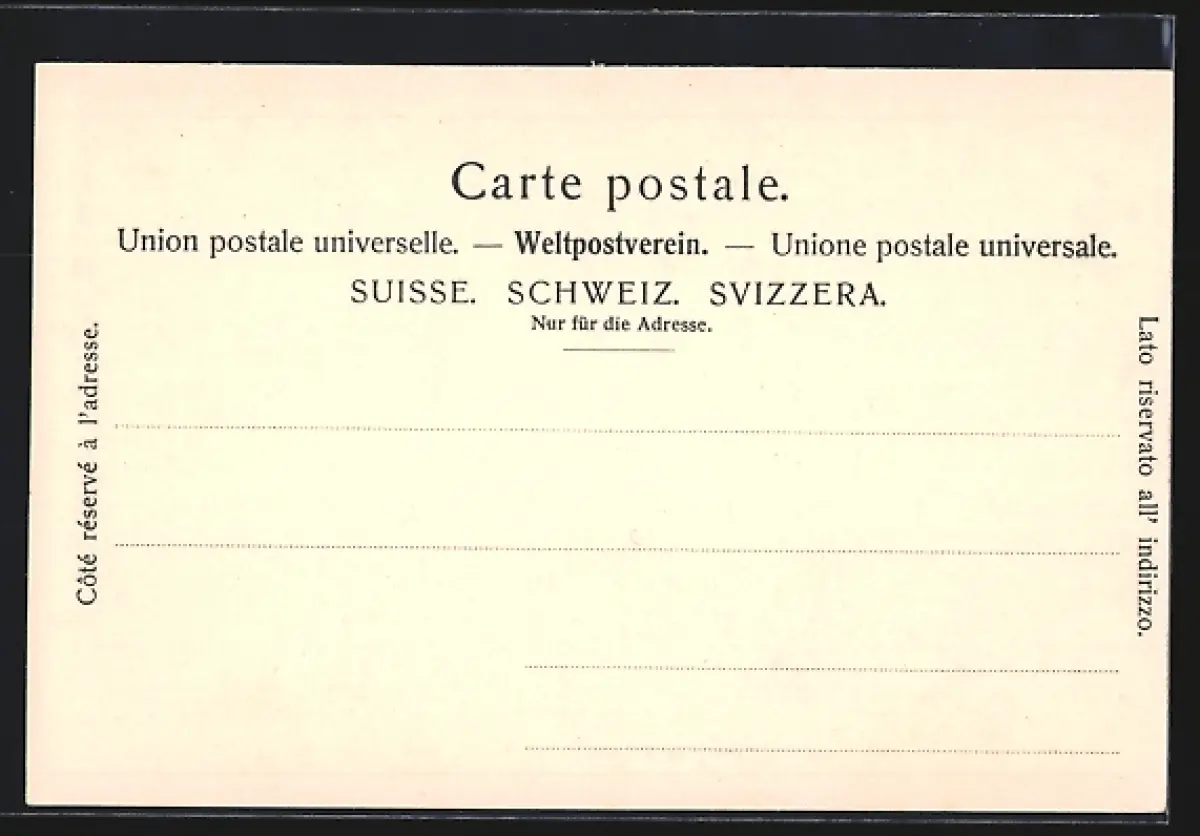 Carte postale.
Union postale universelle. — Weltpostverein. — Unione postale universale.
SUISSE. SCHWEIZ. SVIZZERA.
Nur für die Adresse.
Côté réservé à l'adresse.
Lato riservato all' indirizzo.